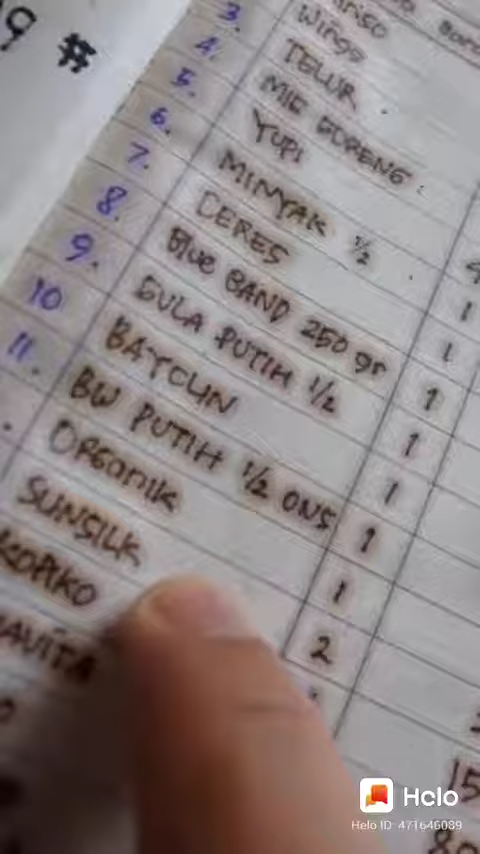 9 #
3. Wings
4. TELUR
5. MIE GORENG
6. YUPI
7. MINYAK 1/2
8. CERES 1
9. Blue BAND 250 gr 1
10 GULA PUTIH 1/2 1
11. BAYCLIN 1
BW PUTIH 1/2 ONS 1
Organik 1
SUNSILK 2
KOPIKO
15
Helo
Helo ID: 471646089